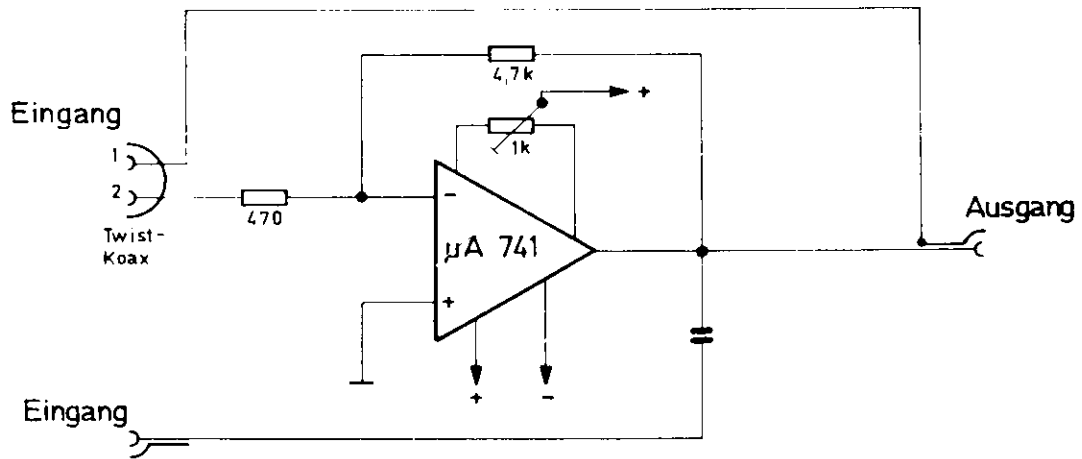 4,7k
+
Eingang
1k
1
2
-
470
Ausgang
Twist-
Koax
µA 741
+
+
-
Eingang